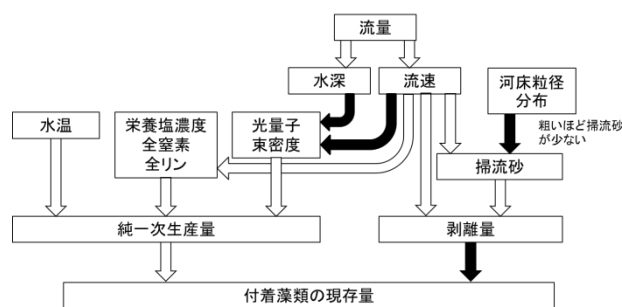 流量
水深
流速
河床粒径
分布
水温
栄養塩濃度
全窒素
全リン
光量子
束密度
粗いほど掃流砂
が少ない
掃流砂
純一次生産量
剥離量
付着藻類の現存量